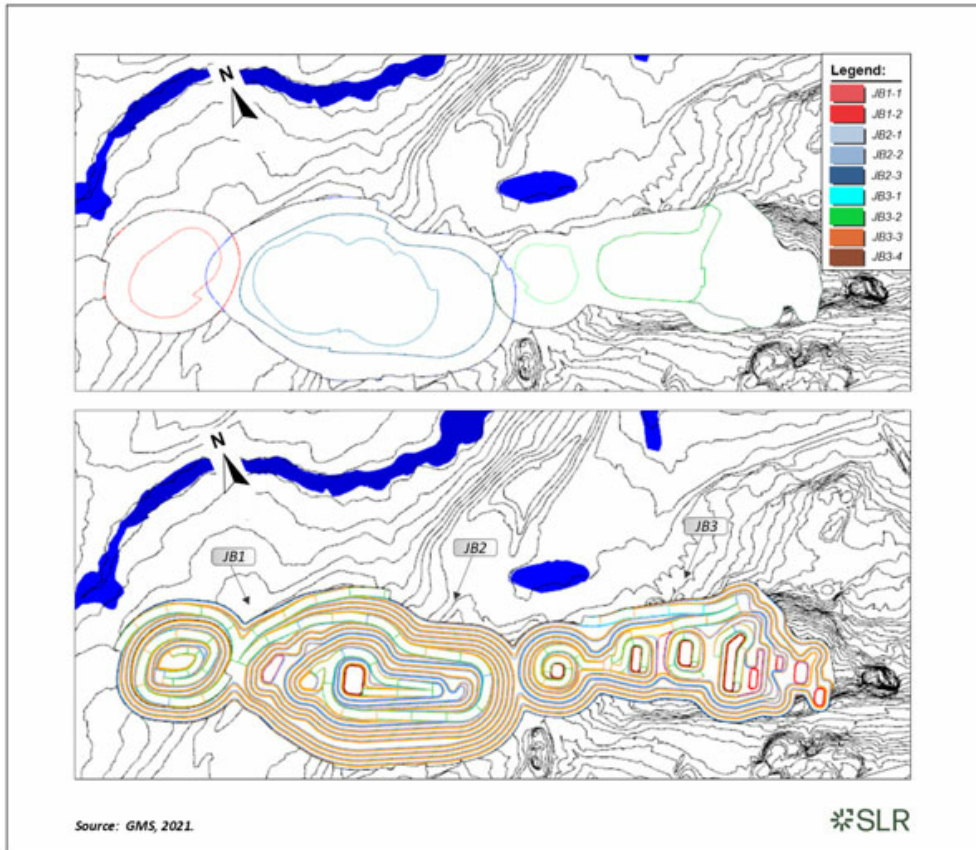 N
Legend:
JB1-1
JB1-2
JB2-1
JB2-2
JB2-3
JB3-1
JB3-2
JB3-3
JB3-4
N
JB1
JB2
JB3
Source: GMS, 2021.
SLR